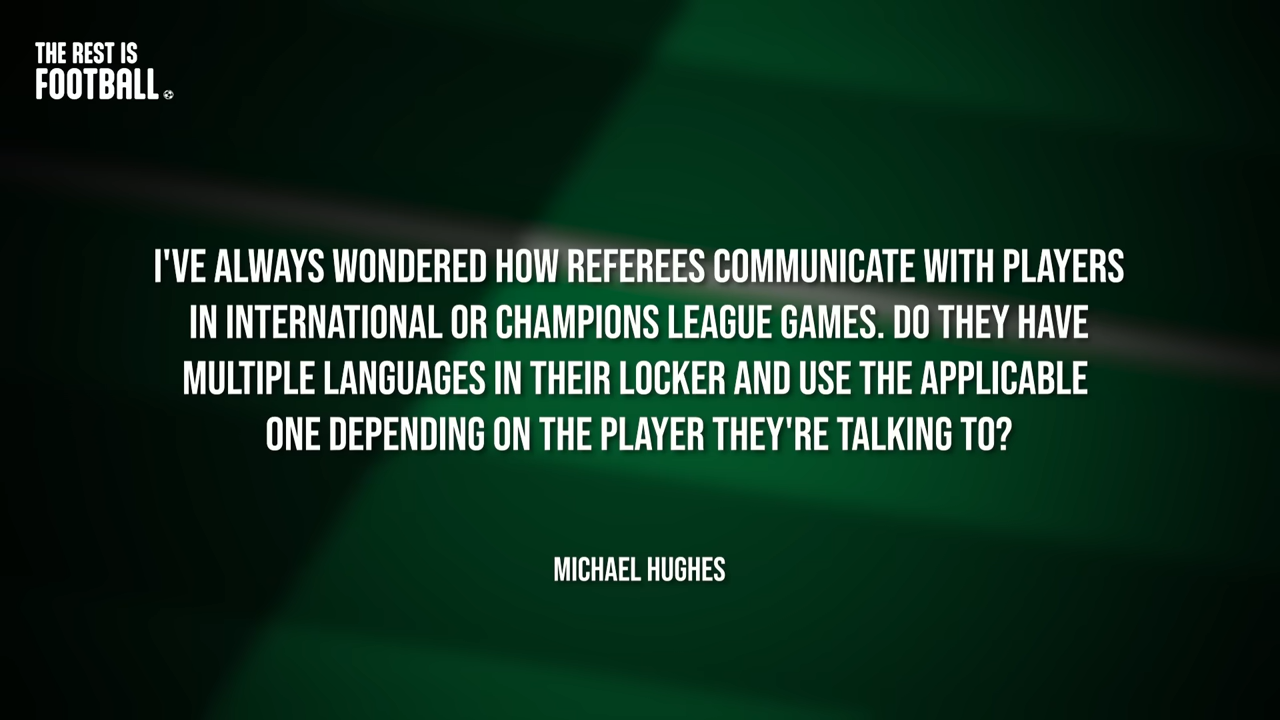 THE REST IS
FOOTBALL
I'VE ALWAYS WONDERED HOW REFEREES COMMUNICATE WITH PLAYERS
IN INTERNATIONAL OR CHAMPIONS LEAGUE GAMES. DO THEY HAVE
MULTIPLE LANGUAGES IN THEIR LOCKER AND USE THE APPLICABLE
ONE DEPENDING ON THE PLAYER THEY'RE TALKING TO?
MICHAEL HUGHES